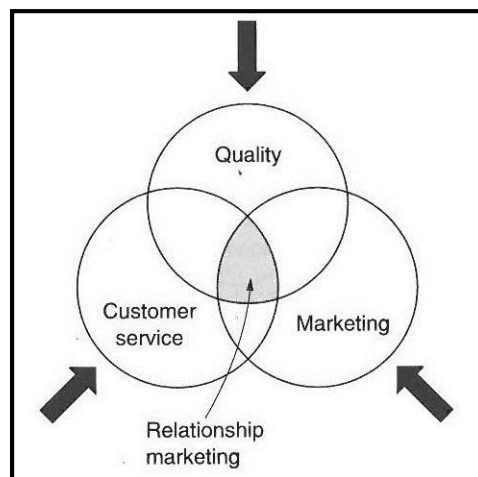 Quality
Customer
service
Marketing
Relationship
marketing